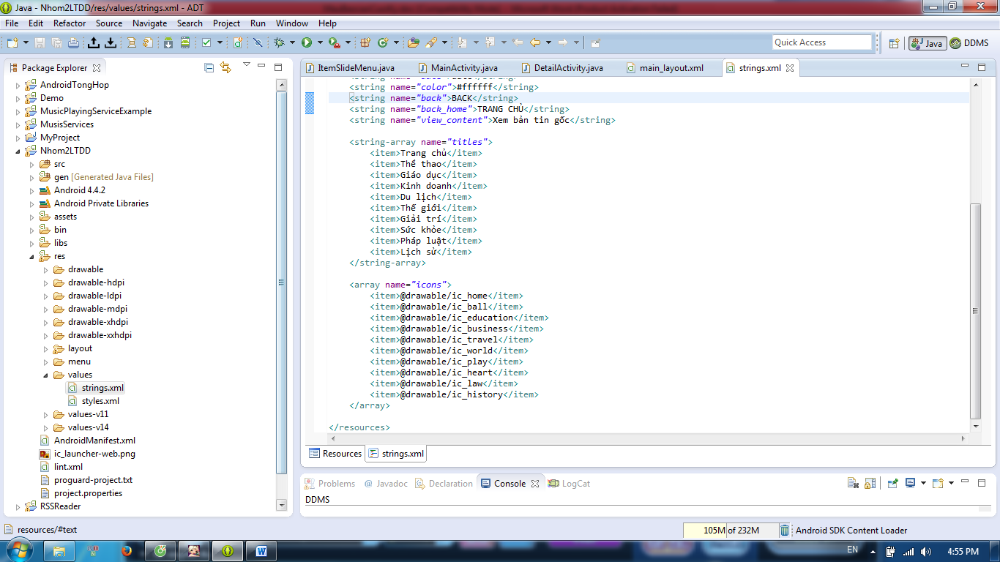 Java - Nhom2LTDD/res/values/strings.xml - ADT
File Edit Refactor Source Navigate Search Project Run Window Help
Quick Access
Java
DDMS
Package Explorer
AndroidTongHop
Demo
MusicPlayingServiceExample
MusisServices
MyProject
Nhom2LTDD
src
gen [Generated Java Files]
Android 4.4.2
Android Private Libraries
assets
bin
libs
res
drawable
drawable-hdpi
drawable-ldpi
drawable-mdpi
drawable-xhdpi
drawable-xxhdpi
layout
menu
values
strings.xml
styles.xml
values-v11
values-v14
AndroidManifest.xml
ic_launcher-web.png
lint.xml
proguard-project.txt
project.properties
RSSReader
ItemSlideMenu.java MainActivity.java DetailActivity.java main_layout.xml strings.xml
<string name="color">#ffffff</string>
<string name="back">BACK</string>
<string name="back_home">TRANG CHỦ</string>
<string name="view_content">Xem bản tin gốc</string>
<string-array name="titles">
<item>Trang chủ</item>
<item>Thể thao</item>
<item>Giáo dục</item>
<item>Kinh doanh</item>
<item>Du lịch</item>
<item>Thế giới</item>
<item>Giải trí</item>
<item>Sức khỏe</item>
<item>Pháp luật</item>
<item>Lịch sử</item>
</string-array>
<array name="icons">
<item>@drawable/ic_home</item>
<item>@drawable/ic_ball</item>
<item>@drawable/ic_education</item>
<item>@drawable/ic_business</item>
<item>@drawable/ic_travel</item>
<item>@drawable/ic_world</item>
<item>@drawable/ic_play</item>
<item>@drawable/ic_heart</item>
<item>@drawable/ic_law</item>
<item>@drawable/ic_history</item>
</array>
</resources>
Resources strings.xml
Problems @ Javadoc Declaration Console LogCat
DDMS
resources/#text
105M of 232M
Android SDK Content Loader
EN
4:55 PM